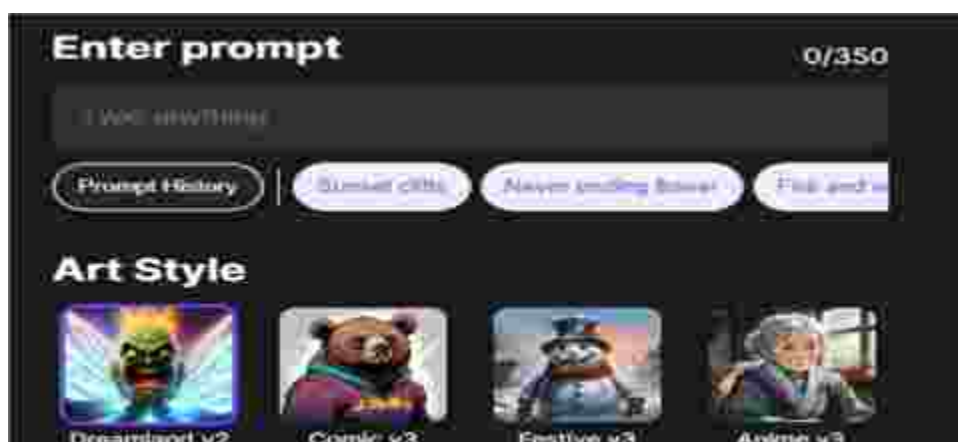 Enter prompt
0/350
Prompt History
Sunset cliffs
Never ending flower
Art Style
Dreamland v2
Comic v3
Festive v3
Anime v3